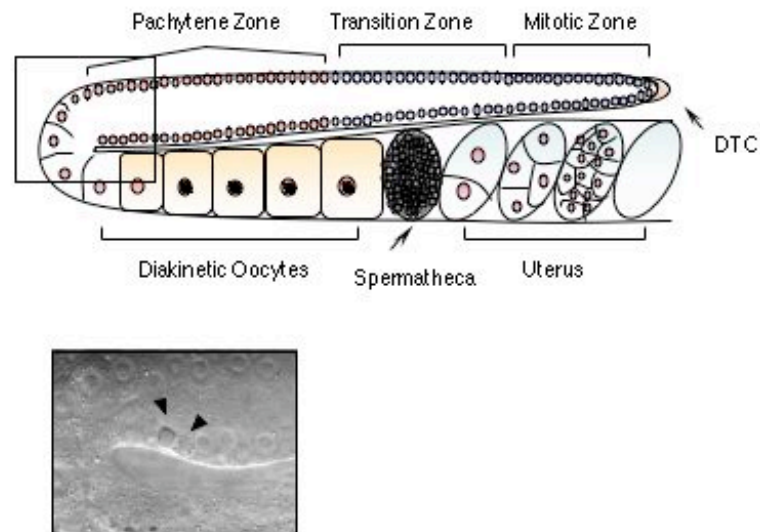 Pachytene Zone Transition Zone Mitotic Zone
DTC
Diakinetic Oocytes Spermatheca Uterus